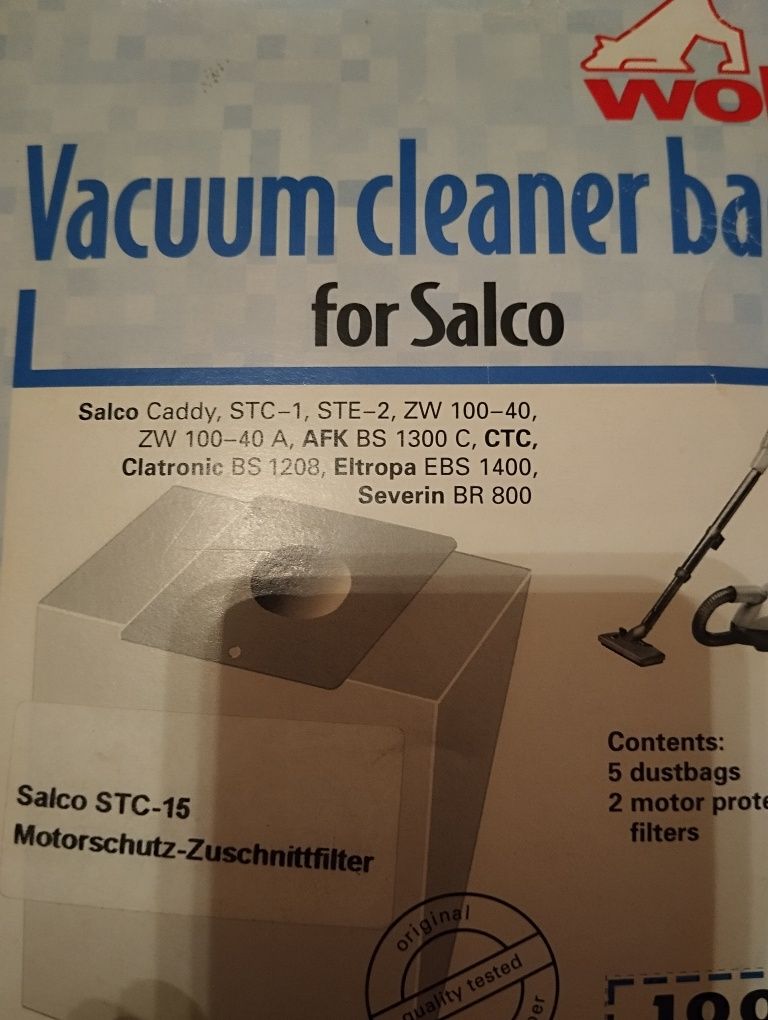 Vacuum cleaner
for Salco
Salco Caddy, STC-1, STE-2, ZW 100-40,
ZW 100-40 A, AFK BS 1300 C, CTC,
Clatronic BS 1208, Eltropa EBS 1400,
Severin BR 800
Contents:
5 dustbags
2 motor
filters
Salco STC-15
Motorschutz-Zuschnittfilter
original
quality tested